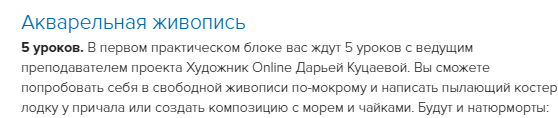 Акварельная живопись
5 уроков. В первом практическом блоке вас ждут 5 уроков с ведущим
преподавателем проекта Художник Online Дарьей Куцаевой. Вы сможете
попробовать себя в свободной живописи по-мокрому и написать пылающий костер
лодку у причала или создать композицию с морем и чайками. Будут и натюрморты: